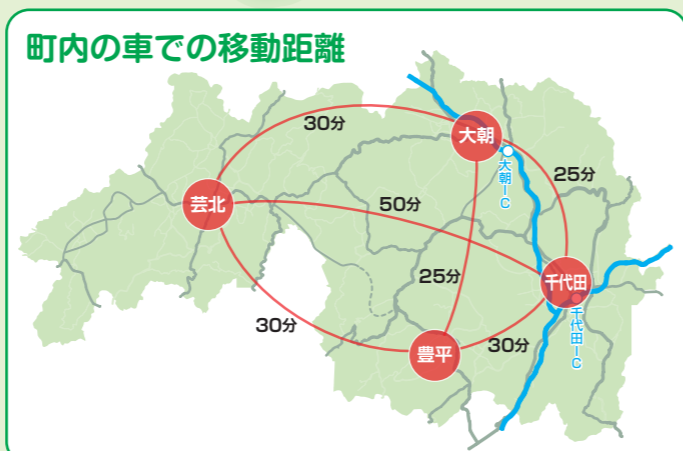 町内の車での移動距離
30分
大朝
大朝IC
25分
芸北
50分
25分
千代田
千代田IC
30分
豊平
30分